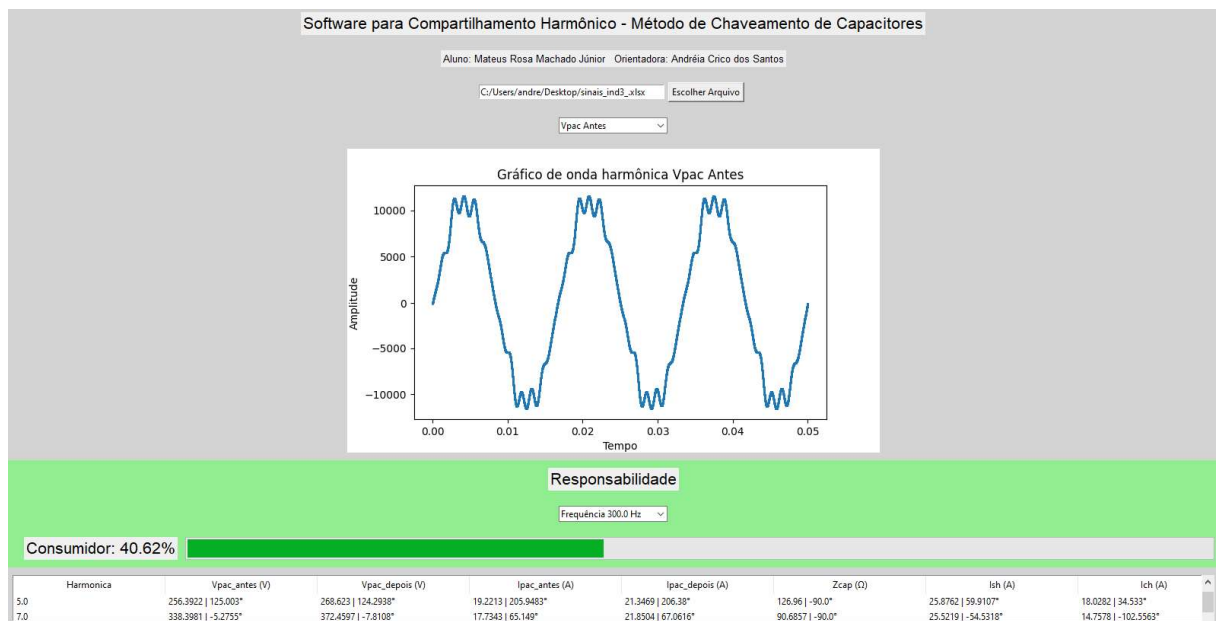 Software para Compartilhamento Harmônico - Método de Chaveamento de Capacitores
Aluno: Mateus Rosa Machado Júnior Orientadora: Andréia Crico dos Santos
C:/Users/andre/Desktop/sinais_ind3_.xlsx Escolher Arquivo
Vpac Antes
Gráfico de onda harmônica Vpac Antes
10000
5000
0
−5000
−10000
Amplitude
0.00 0.01 0.02 0.03 0.04 0.05
Tempo
Responsabilidade
Frequência 300.0 Hz
Consumidor: 40.62%
Harmonica Vpac_antes (V) Vpac_depois (V) Ipac_antes (A) Ipac_depois (A) Zcap (Ω) Ish (A) Ich (A)
5.0 256.3922 | 125.003° 268.623 | 124.2938° 19.2213 | 205.9483° 21.3469 | 206.38° 126.96 | -90.0° 25.8762 | 59.9107° 18.0282 | 34.533°
7.0 338.3981 | -5.2755° 372.4597 | -7.8108° 17.7343 | 65.149° 21.8504 | 67.0616° 90.6857 | -90.0° 25.5219 | -54.5318° 14.7578 | -102.5563°